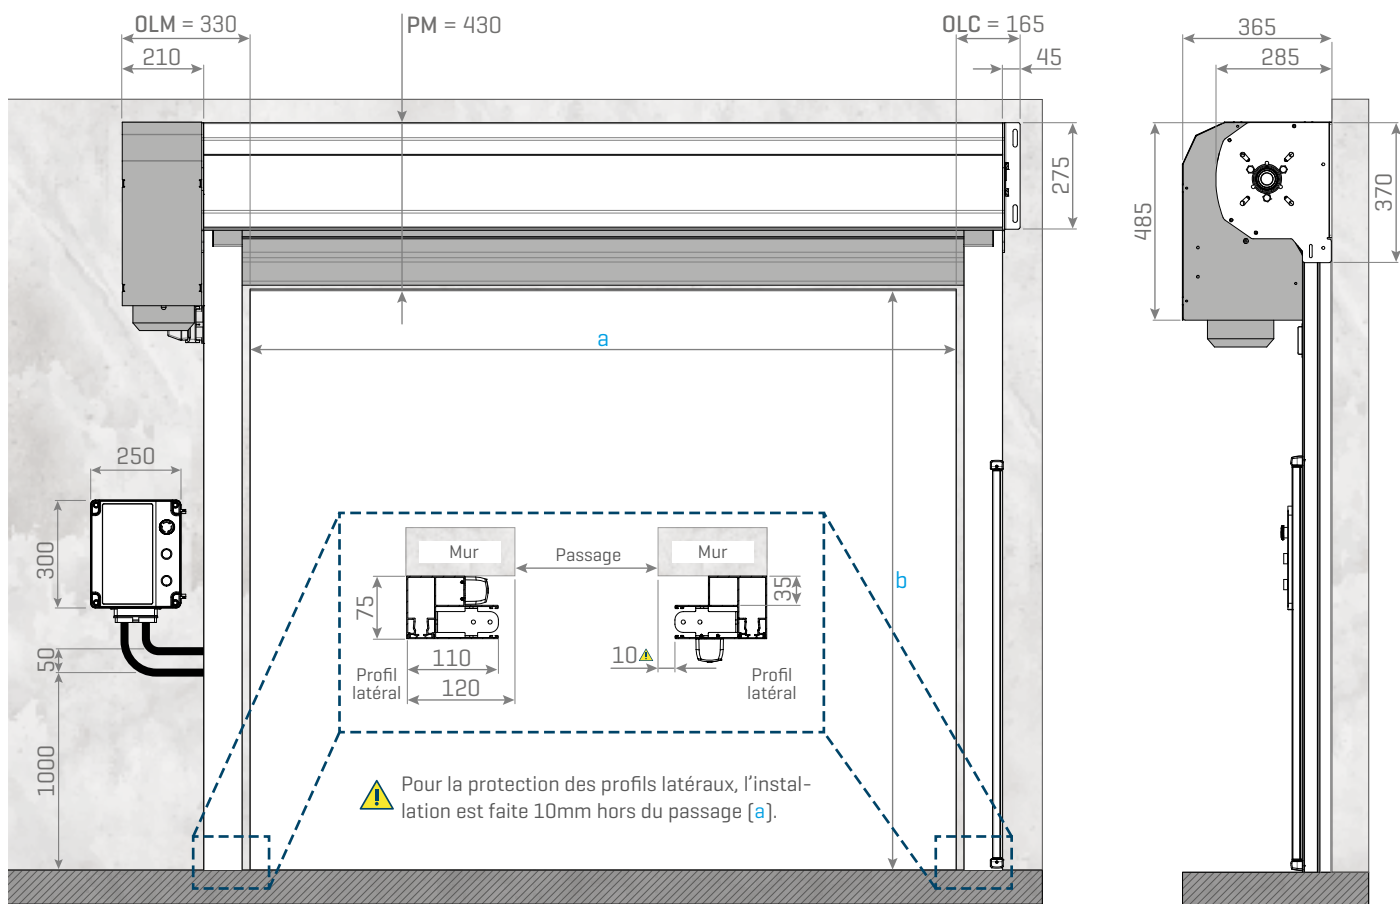 OLM = 330
PM = 430
OLC = 165
365
210
45
285
275
485
370
a
250
300
Mur
Passage
Mur
b
75
35
110
10
50
Profil
latéral
120
Profil
latéral
1000
Pour la protection des profils latéraux, l'instal-
lation est faite 10mm hors du passage (a).